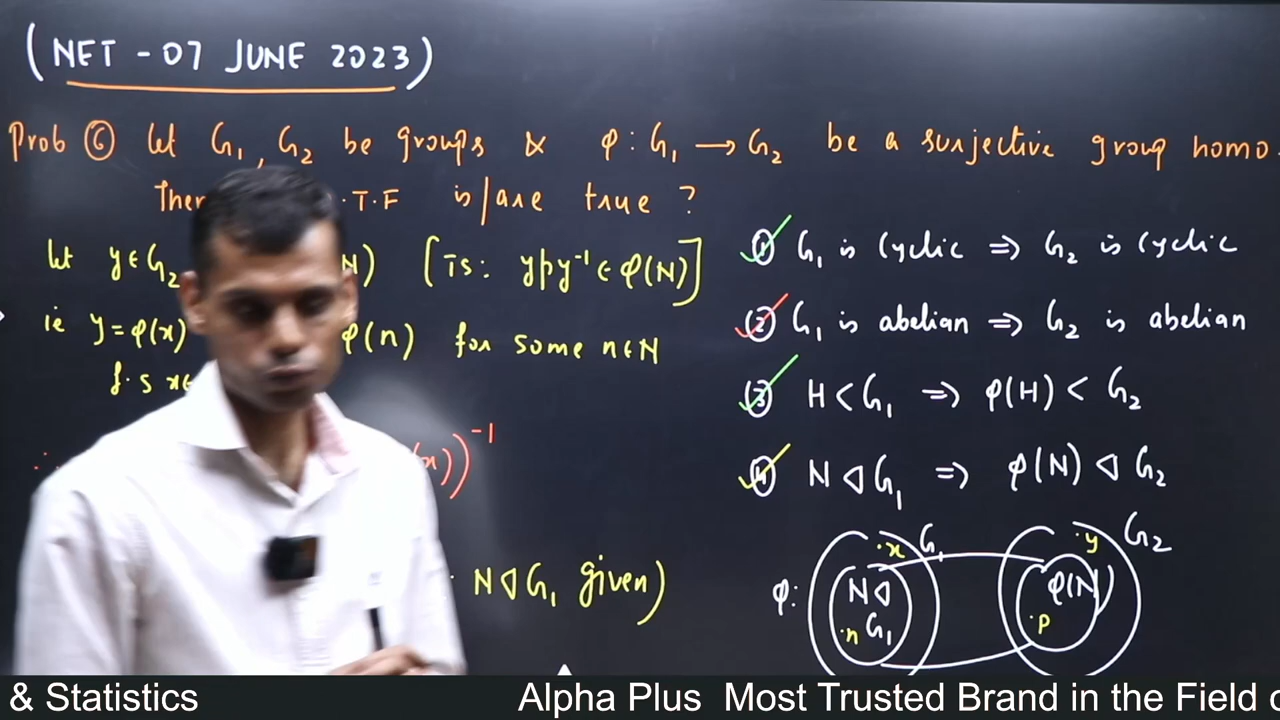 (NET - 07 JUNE 2023)
Prob ⑥ let G₁, G₂ be groups & φ : G₁ → G₂ be a surjective group homo.
Then .T.F is/are true ?
let y ∈ G₂ N) [TS: ypy⁻¹ ∈ φ(N)]
ie y = φ(x) φ(n) for some n ∈ N
f.s x ∈
∴ (x))⁻¹
∵ N ⊲ G₁ given)
(1) G₁ is cyclic ⇒ G₂ is cyclic
(2) G₁ is abelian ⇒ G₂ is abelian
(3) H < G₁ ⇒ φ(H) < G₂
(4) N ⊲ G₁ ⇒ φ(N) ⊲ G₂
φ:
·x G₁
N ⊲
·n G₁
·y G₂
φ(N)
·p
& Statistics Alpha Plus Most Trusted Brand in the Field